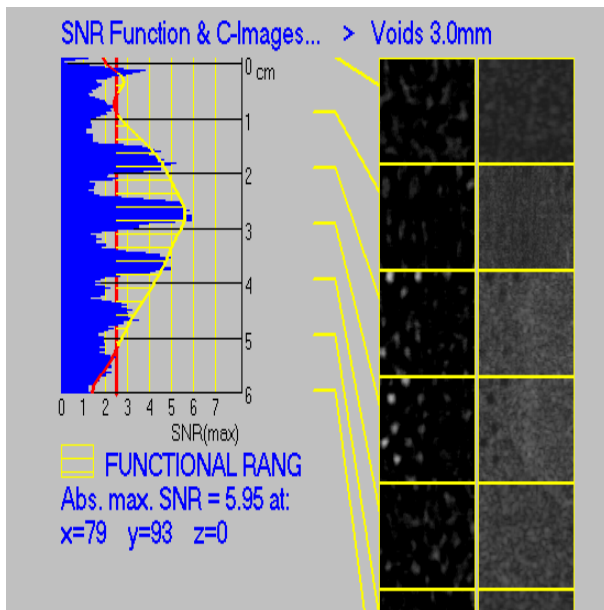 SNR Function & C-Images... > Voids 3.0mm
0 cm
1
2
3
4
5
6
0 1 2 3 4 5 6 7
SNR(max)
FUNCTIONAL RANG
Abs. max. SNR = 5.95 at:
x=79 y=93 z=0